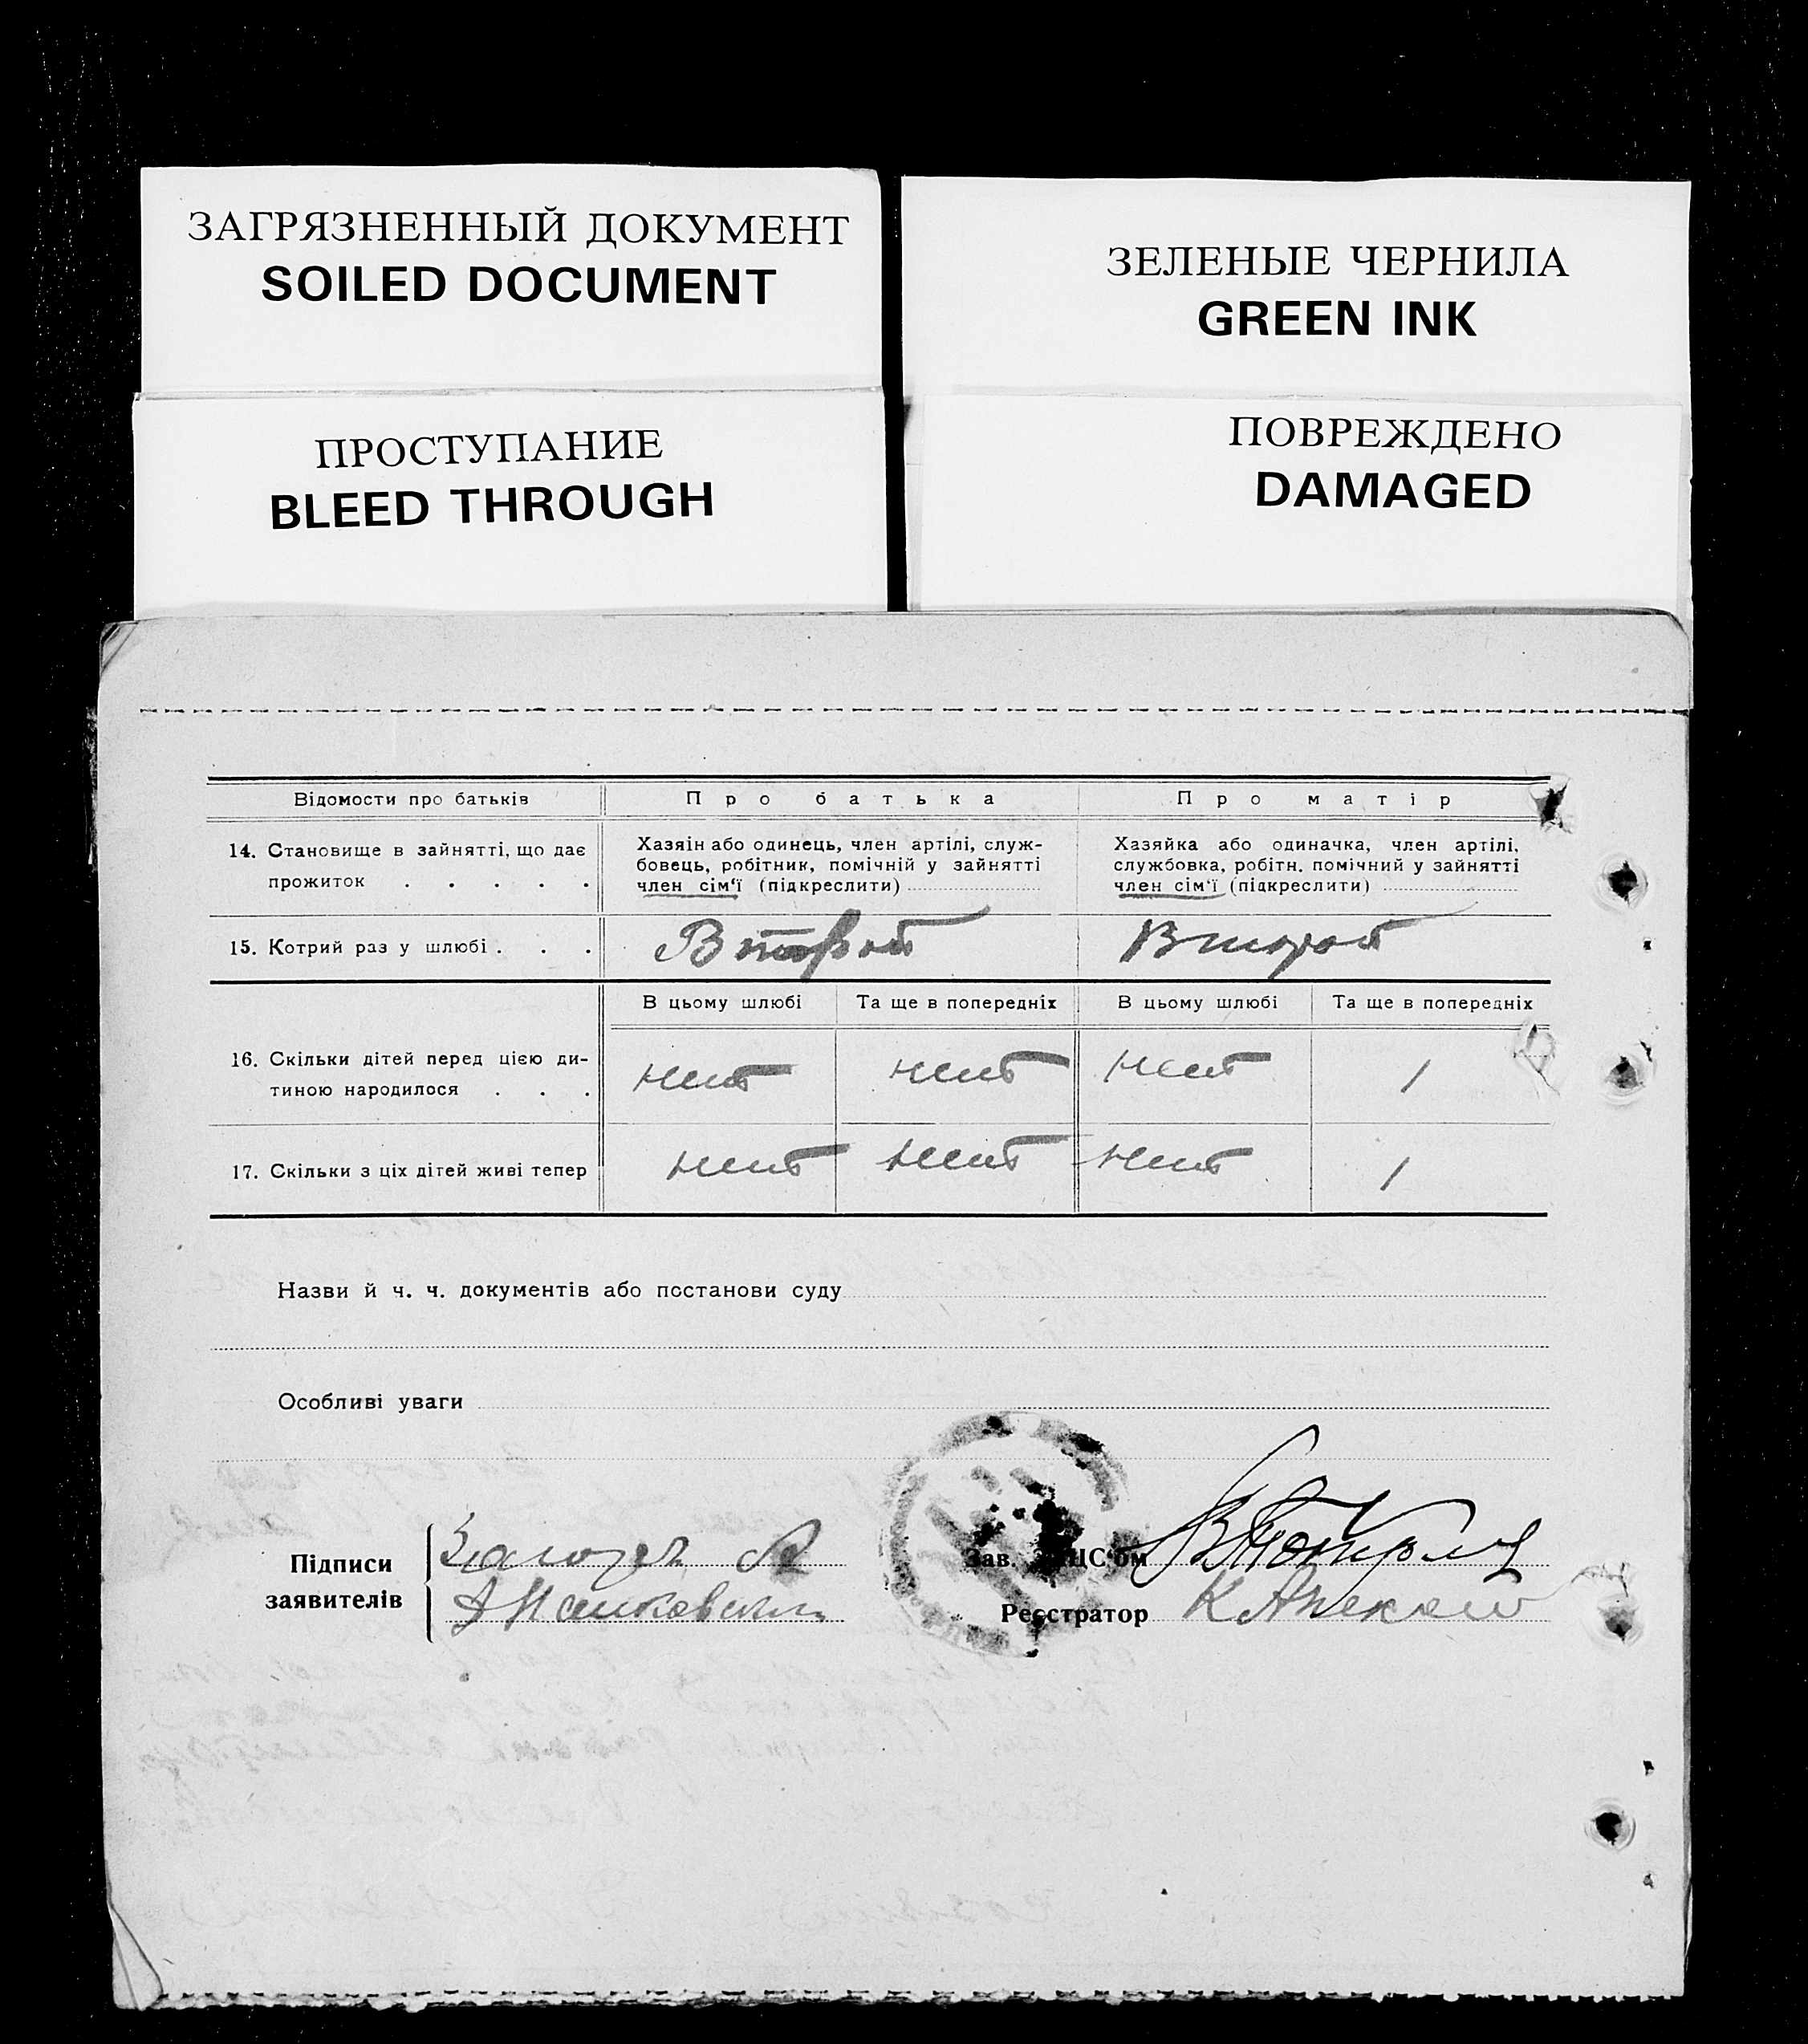 ЗАГРЯЗНЕННЫЙ ДОКУМЕНТ
SOILED DOCUMENT
ЗЕЛЕНЫЕ ЧЕРНИЛА
GREEN INK
ПРОСТУПАНИЕ
BLEED THROUGH
ПОВРЕЖДЕНО
DAMAGED
Відомости про батьків Про батька Про матір
14. Становище в зайнятті, що дає
прожиток . . . . .
Хазяін або одинець, член артілі, служ-
бовець, робітник, помічній у зайнятті
член сім'ї (підкреслити)
Хазяйка або одиначка, член артілі,
службовка, робітн. помічний у зайнятті
член сім'ї (підкреслити)
15. Котрий раз у шлюбі . . . Второй Второй
В цьому шлюбі Та ще в попередніх В цьому шлюбі Та ще в попередніх
16. Скільки дітей перед цією ди-
тиною народилося . . .
нет нет нет 1
17. Скільки з ціх дітей живі тепер нет нет нет 1
Назви й ч. ч. документів або постанови суду
Особливі уваги
Підписи
заявителів
Зав.
Реєстратор